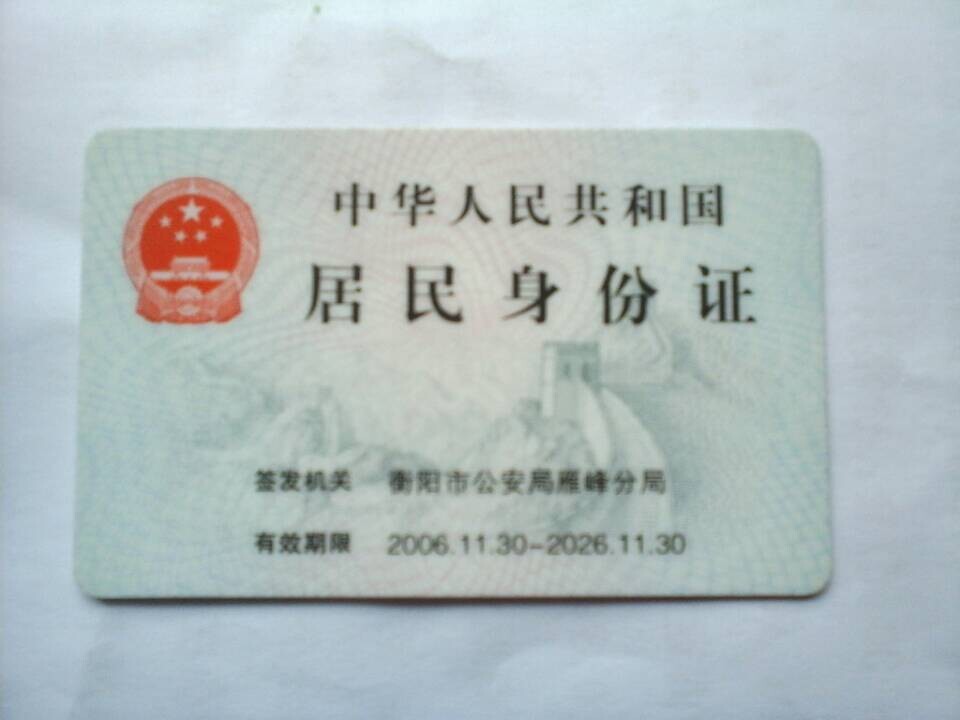 中华人民共和国
居民身份证
签发机关 衡阳市公安局雁峰分局
有效期限 2006.11.30-2026.11.30